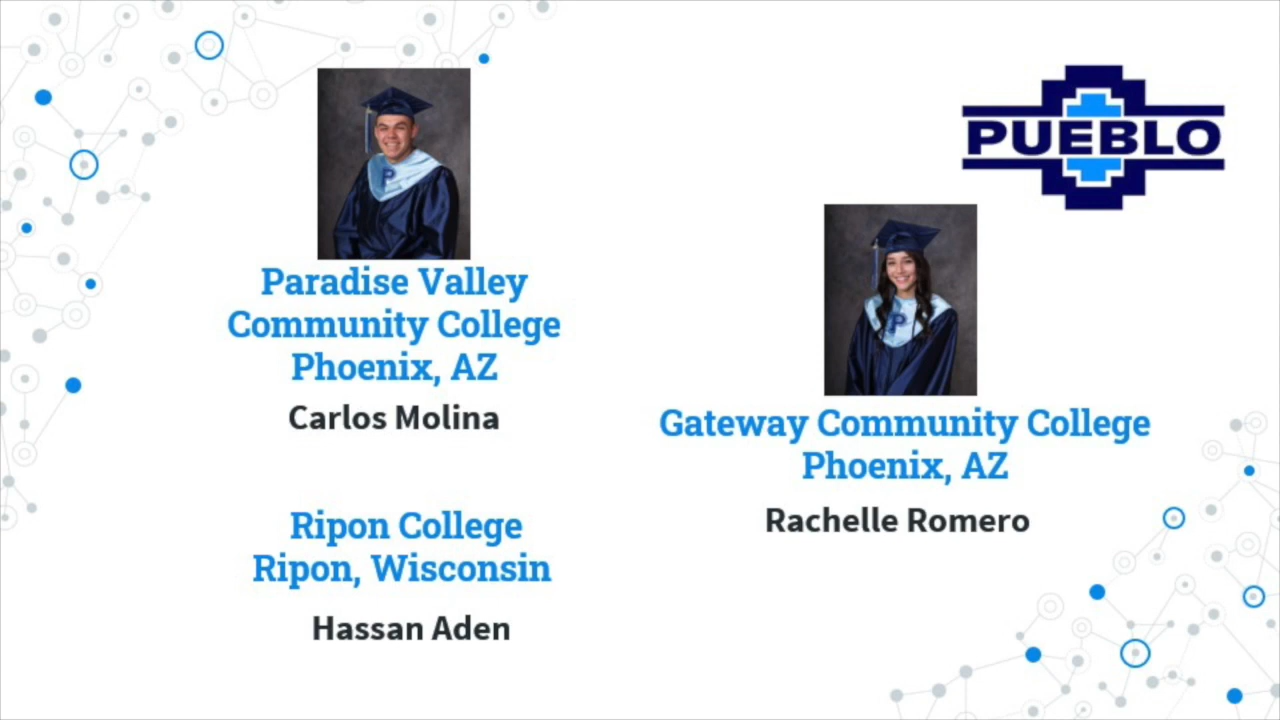 PUEBLO
P
Paradise Valley
Community College
Phoenix, AZ
Carlos Molina
P
Gateway Community College
Phoenix, AZ
Rachelle Romero
Ripon College
Ripon, Wisconsin
Hassan Aden